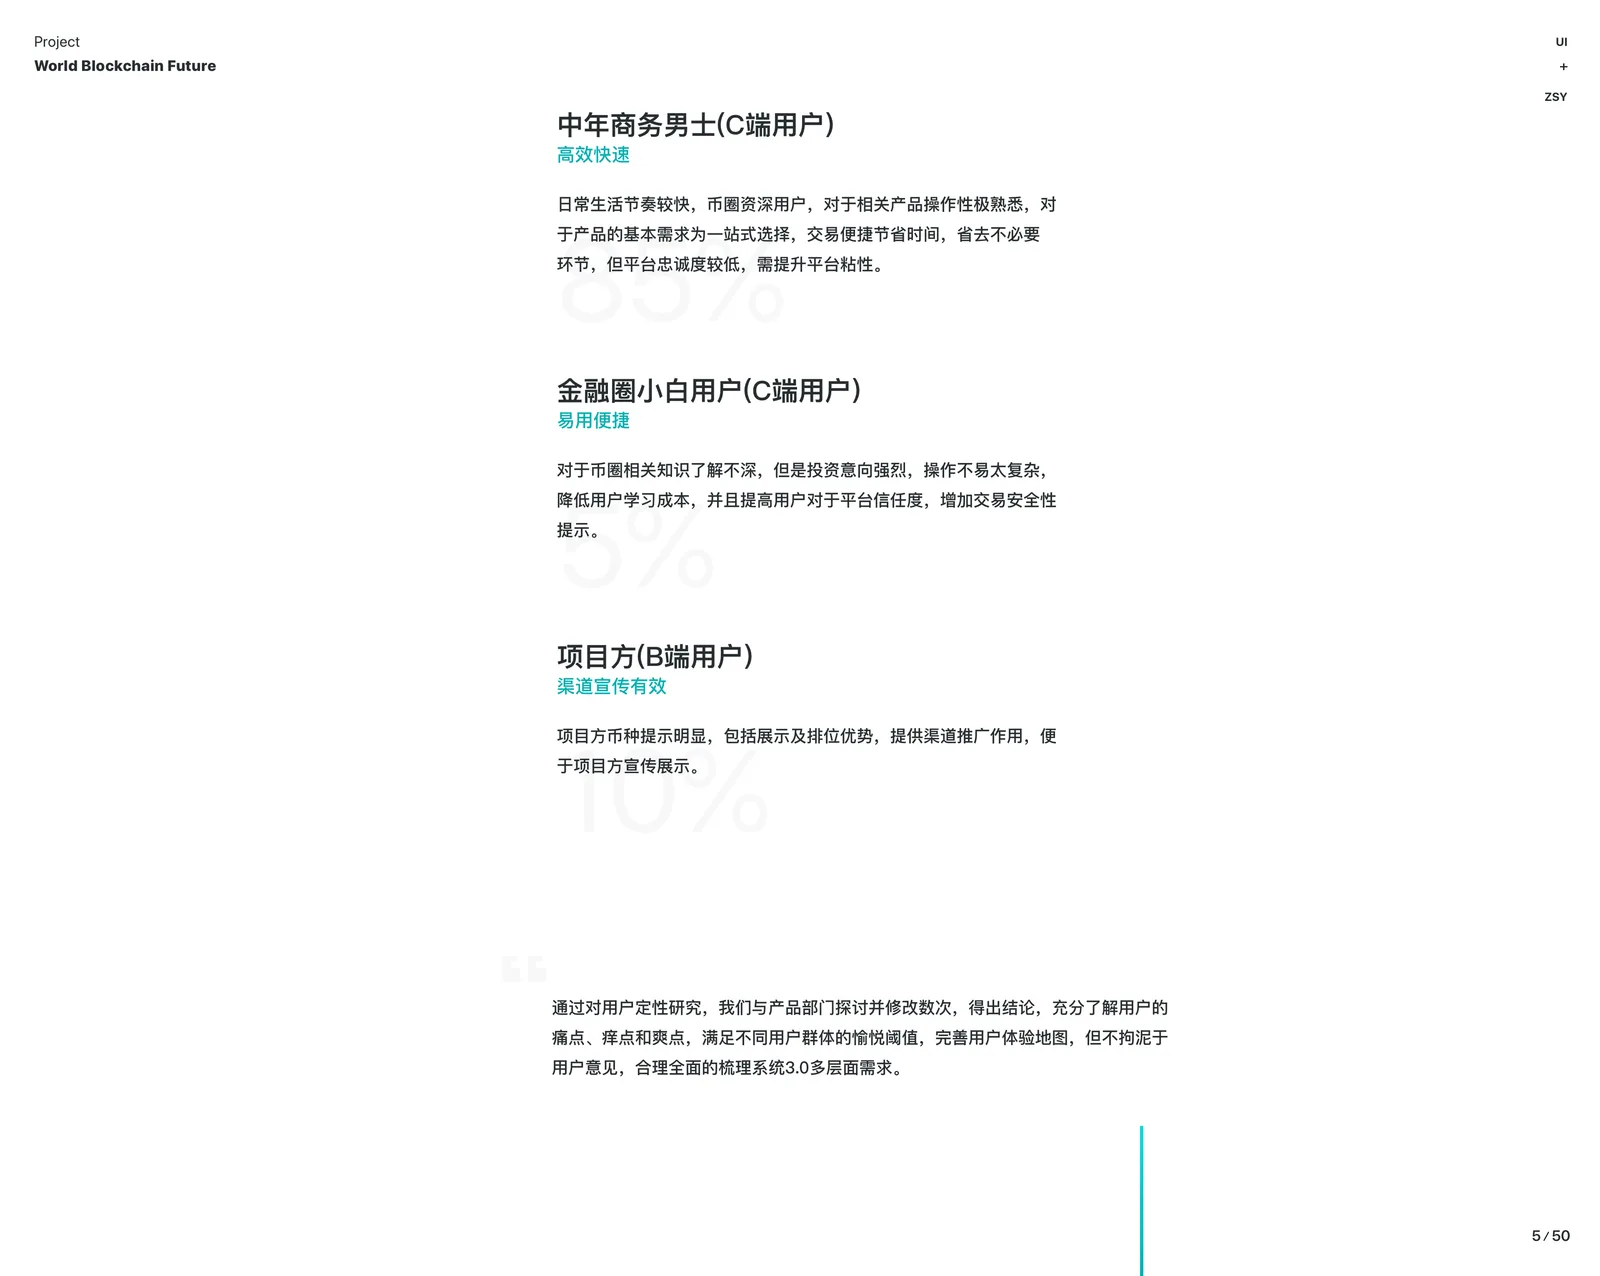 Project
World Blockchain Future
UI
+
ZSY
中年商务男士(C端用户)
高效快速
日常生活节奏较快，币圈资深用户，对于相关产品操作性极熟悉，对
于产品的基本需求为一站式选择，交易便捷节省时间，省去不必要
环节，但平台忠诚度较低，需提升平台粘性。
85%
金融圈小白用户(C端用户)
易用便捷
对于币圈相关知识了解不深，但是投资意向强烈，操作不易太复杂，
降低用户学习成本，并且提高用户对于平台信任度，增加交易安全性
提示。
5%
项目方(B端用户)
渠道宣传有效
项目方币种提示明显，包括展示及排位优势，提供渠道推广作用，便
于项目方宣传展示。
10%
“
通过对用户定性研究，我们与产品部门探讨并修改数次，得出结论，充分了解用户的
痛点、痒点和爽点，满足不同用户群体的愉悦阈值，完善用户体验地图，但不拘泥于
用户意见，合理全面的梳理系统3.0多层面需求。
5 / 50